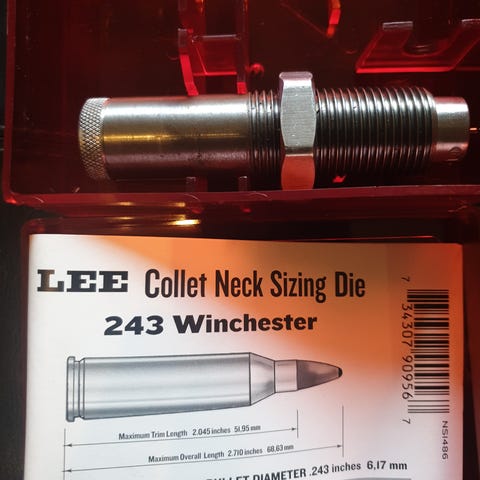 LEE Collet Neck Sizing Die
243 Winchester
Maximum Trim Length 2.045 inches 51.95 mm
Maximum Overall Length 2.710 inches 68.83 mm
BULLET DIAMETER .243 inches 6,17 mm
7 34307 90956 7
NS1486